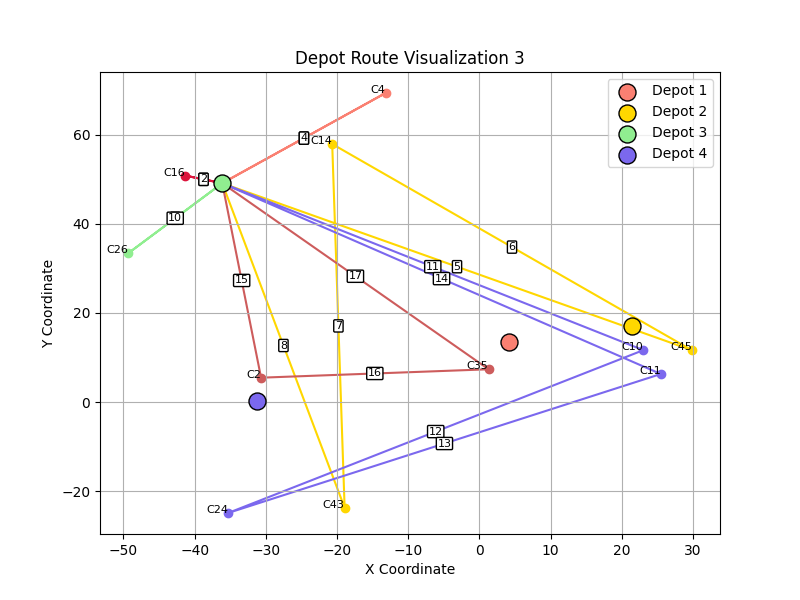 Depot Route Visualization 3
Depot 1
Depot 2
Depot 3
Depot 4
Y Coordinate
60
40
20
0
−20
C4
4
C14
C16
2
10
C26
6
11
5
14
15
17
7
8
C10
C45
C2
16
C35
C11
12
13
C24
C43
−50
−40
−30
−20
−10
0
10
20
30
X Coordinate